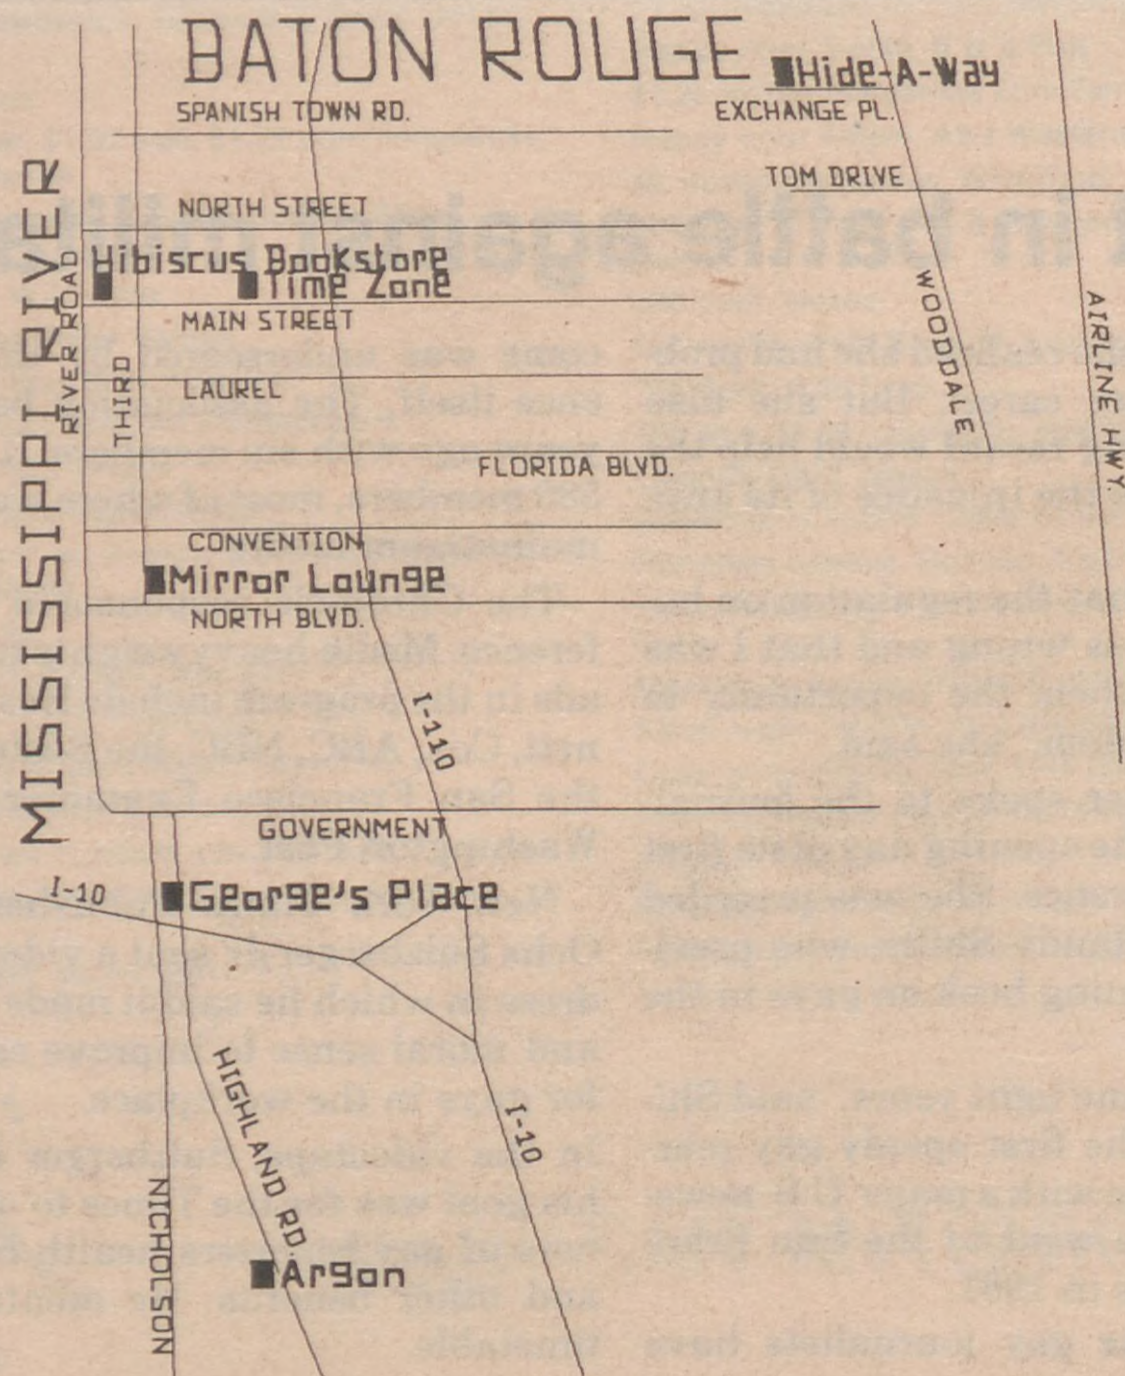 BATON ROUGE
Hide-A-Way
SPANISH TOWN RD.
EXCHANGE PL.
TOM DRIVE
NORTH STREET
Hibiscus Bookstore
Time Zone
MAIN STREET
LAUREL
FLORIDA BLVD.
CONVENTION
Mirror Lounge
NORTH BLVD.
MISSISSIPPI RIVER
RIVER ROAD
THIRD
WOODDALE
AIRLINE HWY.
I-110
GOVERNMENT
I-10
George's Place
HIGHLAND RD.
I-10
NICHOLSON
Argon